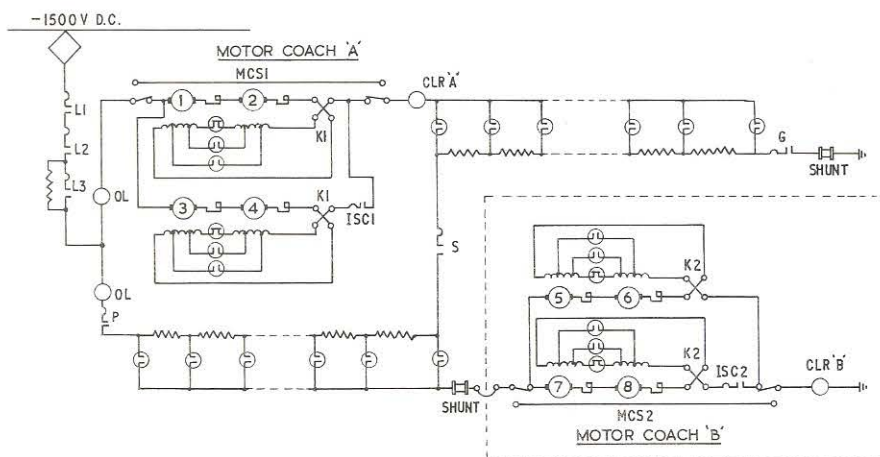 -1500 V D.C.
MOTOR COACH 'A'
MCS1
CLR 'A'
L1
L2
L3
OL
1
2
K1
3
4
K1
ISC1
G
SHUNT
OL
P
S
5
6
K2
7
8
K2
ISC2
CLR 'B'
SHUNT
MCS2
MOTOR COACH 'B'